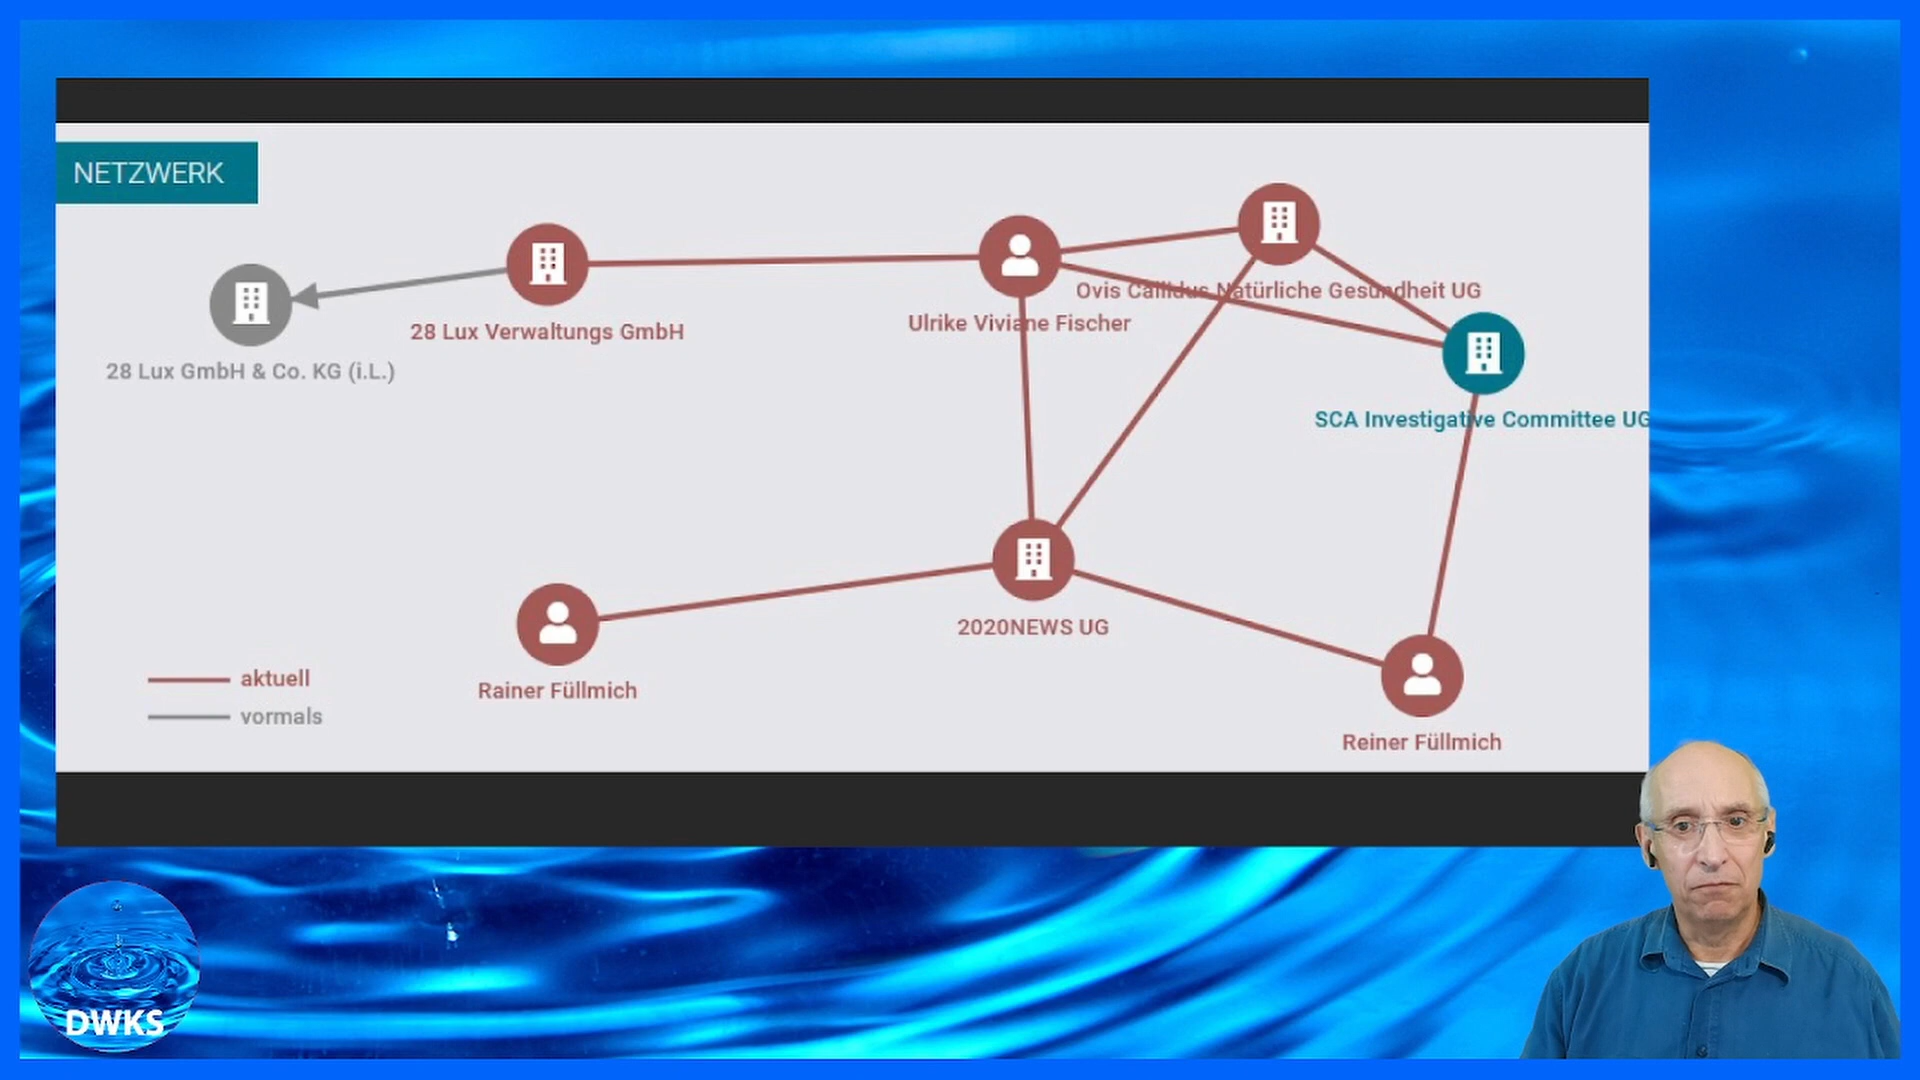 NETZWERK
Ovis Callidus Natürliche Gesundheit UG
Ulrike Viviane Fischer
28 Lux Verwaltungs GmbH
28 Lux GmbH & Co. KG (i.L.)
SCA Investigative Committee UG
2020NEWS UG
aktuell
Rainer Füllmich
vormals
Reiner Füllmich
DWKS